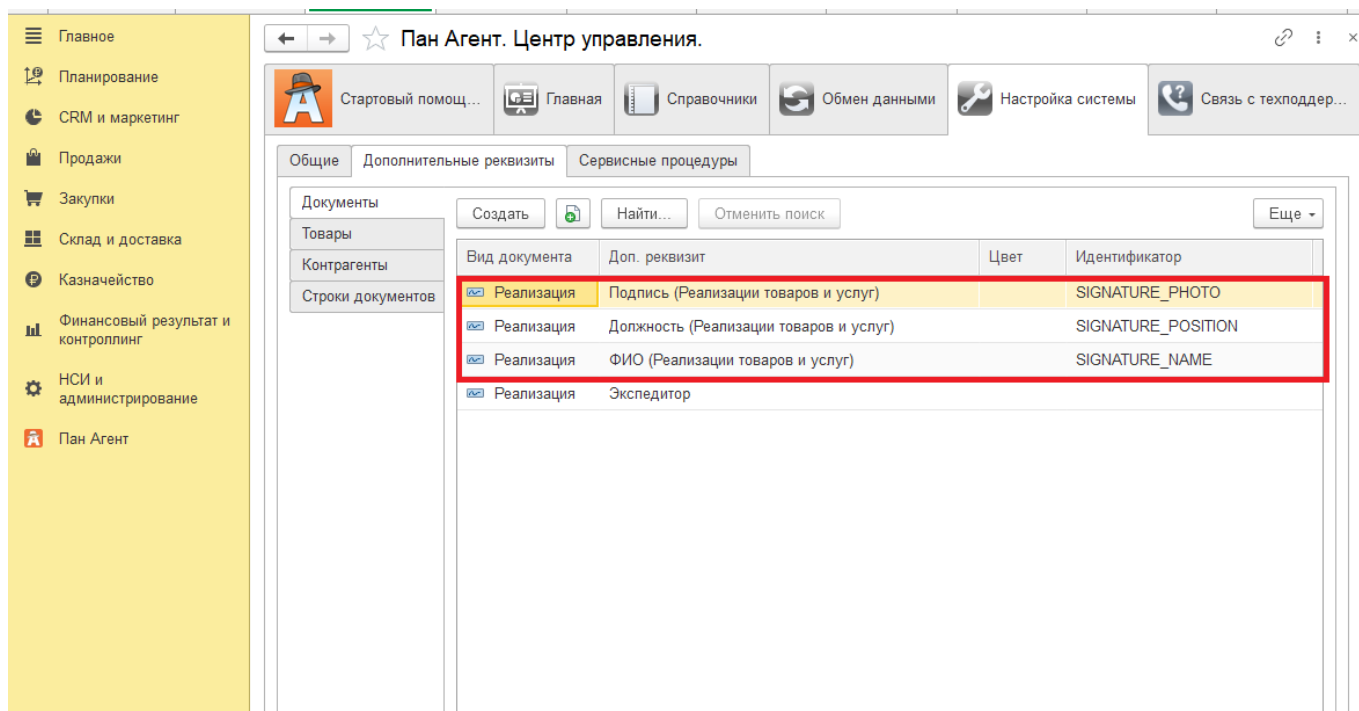 Главное
Планирование
CRM и маркетинг
Продажи
Закупки
Склад и доставка
Казначейство
Финансовый результат и
контроллинг
НСИ и
администрирование
Пан Агент
Пан Агент. Центр управления.
Стартовый помощ...
Главная
Справочники
Обмен данными
Настройка системы
Связь с техподдер...
Общие
Дополнительные реквизиты
Сервисные процедуры
Документы
Товары
Контрагенты
Строки документов
Создать
Найти...
Отменить поиск
Еще
Вид документа Доп. реквизит Цвет Идентификатор
Реализация Подпись (Реализации товаров и услуг) SIGNATURE_PHOTO
Реализация Должность (Реализации товаров и услуг) SIGNATURE_POSITION
Реализация ФИО (Реализации товаров и услуг) SIGNATURE_NAME
Реализация Экспедитор